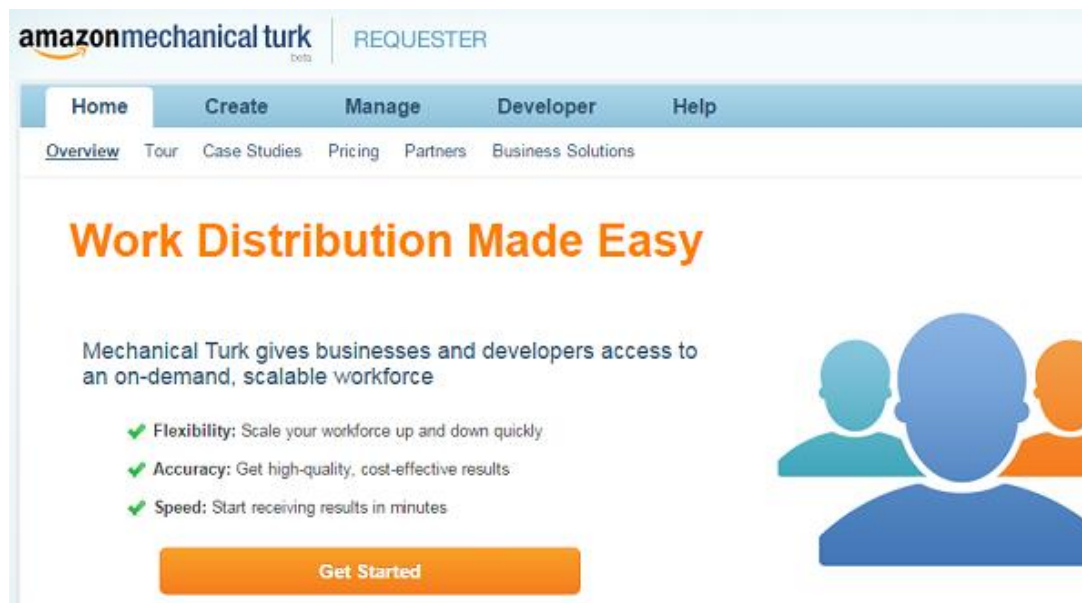 amazonmechanical turk
beta
REQUESTER
Home Create Manage Developer Help
Overview Tour Case Studies Pricing Partners Business Solutions
Work Distribution Made Easy
Mechanical Turk gives businesses and developers access to
an on-demand, scalable workforce
Flexibility: Scale your workforce up and down quickly
Accuracy: Get high-quality, cost-effective results
Speed: Start receiving results in minutes
Get Started